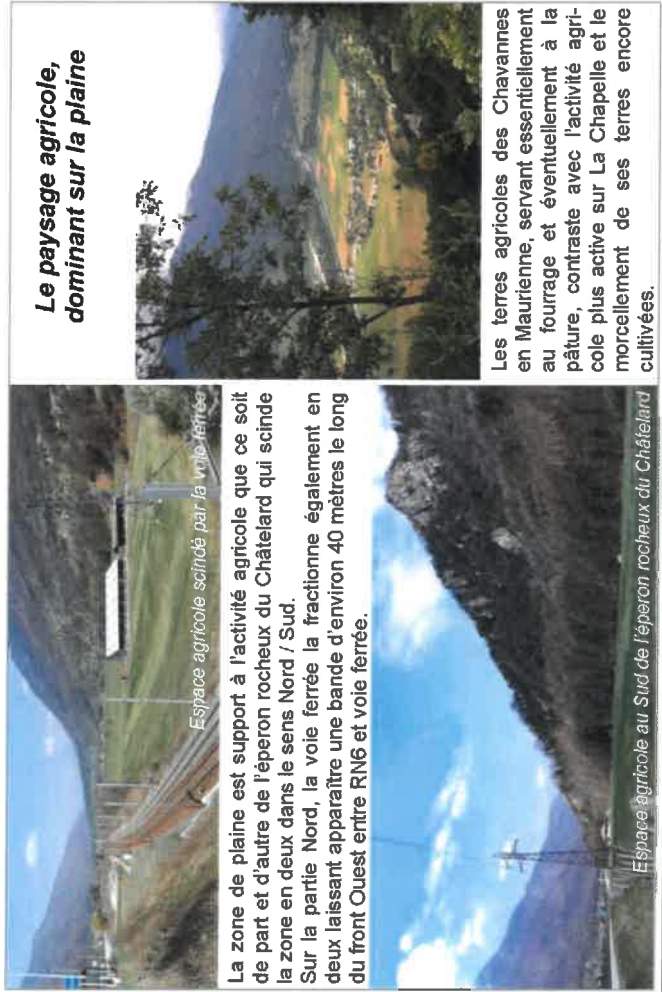 Le paysage agricole,
dominant sur la plaine
Espace agricole scindé par la voie ferrée
La zone de plaine est support à l'activité agricole que ce soit
de part et d'autre de l'éperon rocheux du Châtelard qui scinde
la zone en deux dans le sens Nord / Sud.
Sur la partie Nord, la voie ferrée la fractionne également en
deux laissant apparaître une bande d'environ 40 mètres le long
du front Ouest entre RN6 et voie ferrée.
Espace agricole au Sud de l'éperon rocheux du Châtelard
Les terres agricoles des Chavannes
en Maurienne, servant essentiellement
au fourrage et éventuellement à la
pâture, contraste avec l'activité agri-
cole plus active sur La Chapelle et le
morcellement de ses terres encore
cultivées.